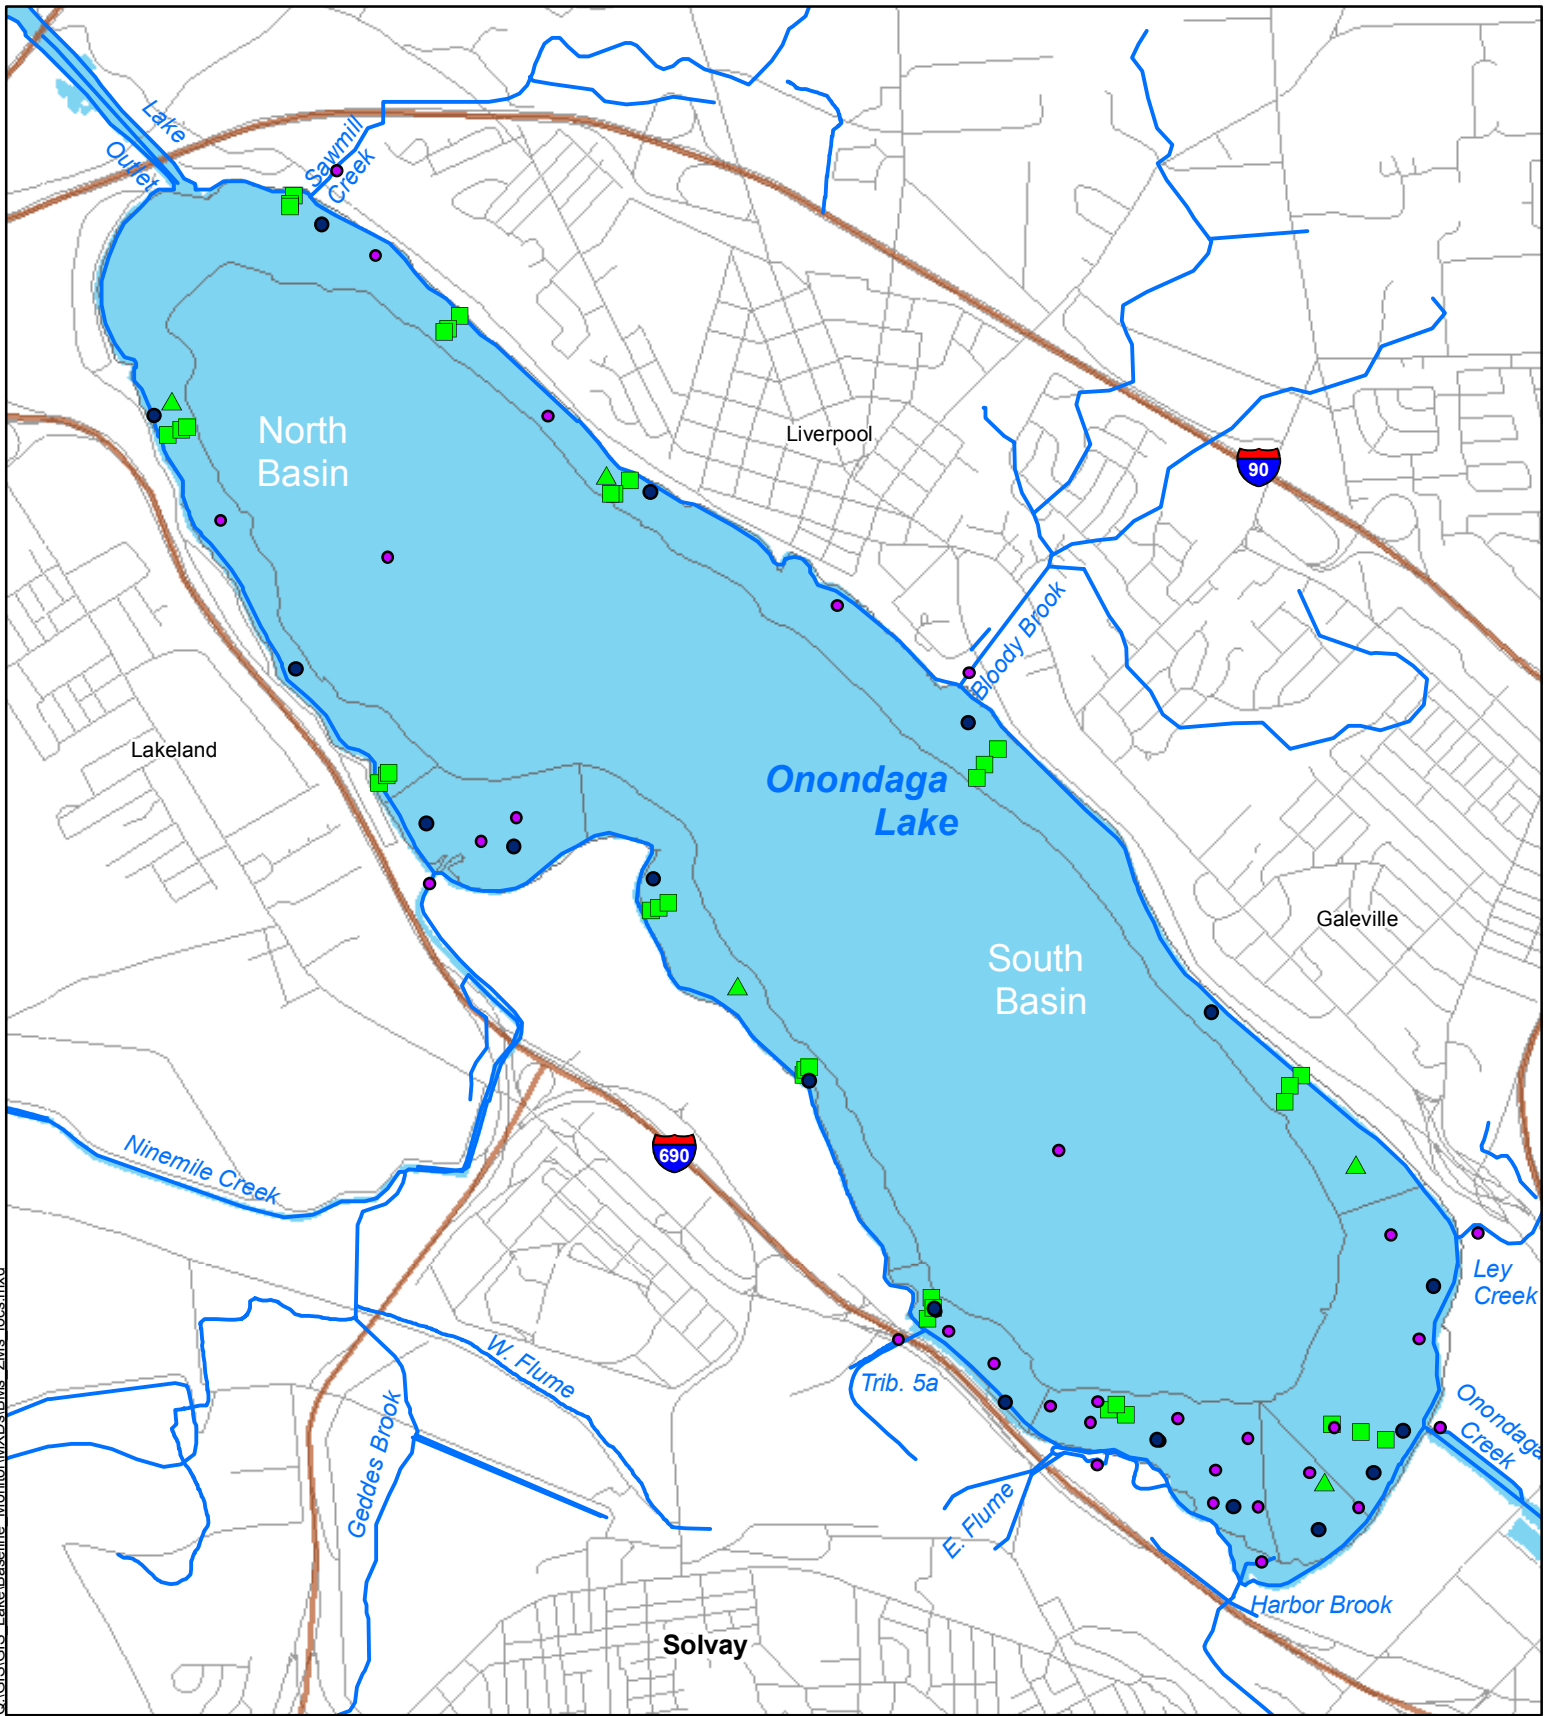 Lake
Outlet
Sawmill
Creek
North
Basin
Liverpool
90
Bloody Brook
Lakeland
Onondaga
Lake
Galeville
South
Basin
Ninemile Creek
690
Ley
Creek
W. Flume
Trib. 5a
Geddes Brook
Onondaga
Creek
E. Flume
Harbor Brook
Solvay